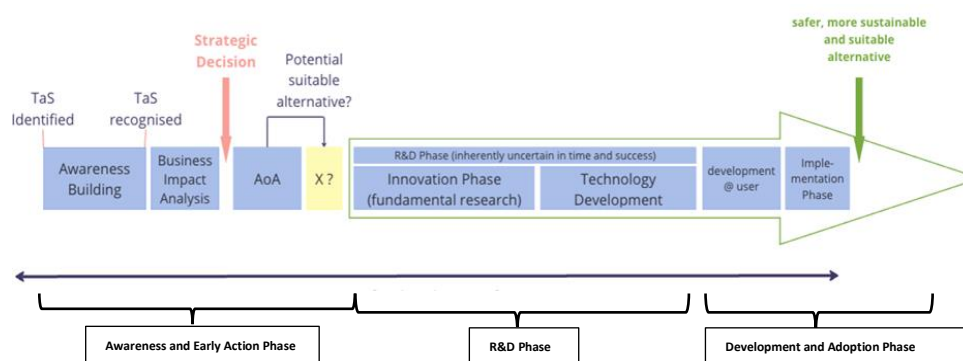 safer, more sustainable
and suitable
alternative
Strategic
Decision
Potential
suitable
alternative?
TaS
Identified
TaS
recognised
Awareness
Building
Business
Impact
Analysis
AoA
X ?
R&D Phase (inherently uncertain in time and success)
Innovation Phase
(fundamental research)
Technology
Development
development
@ user
Imple-
mentation
Phase
Awareness and Early Action Phase
R&D Phase
Development and Adoption Phase